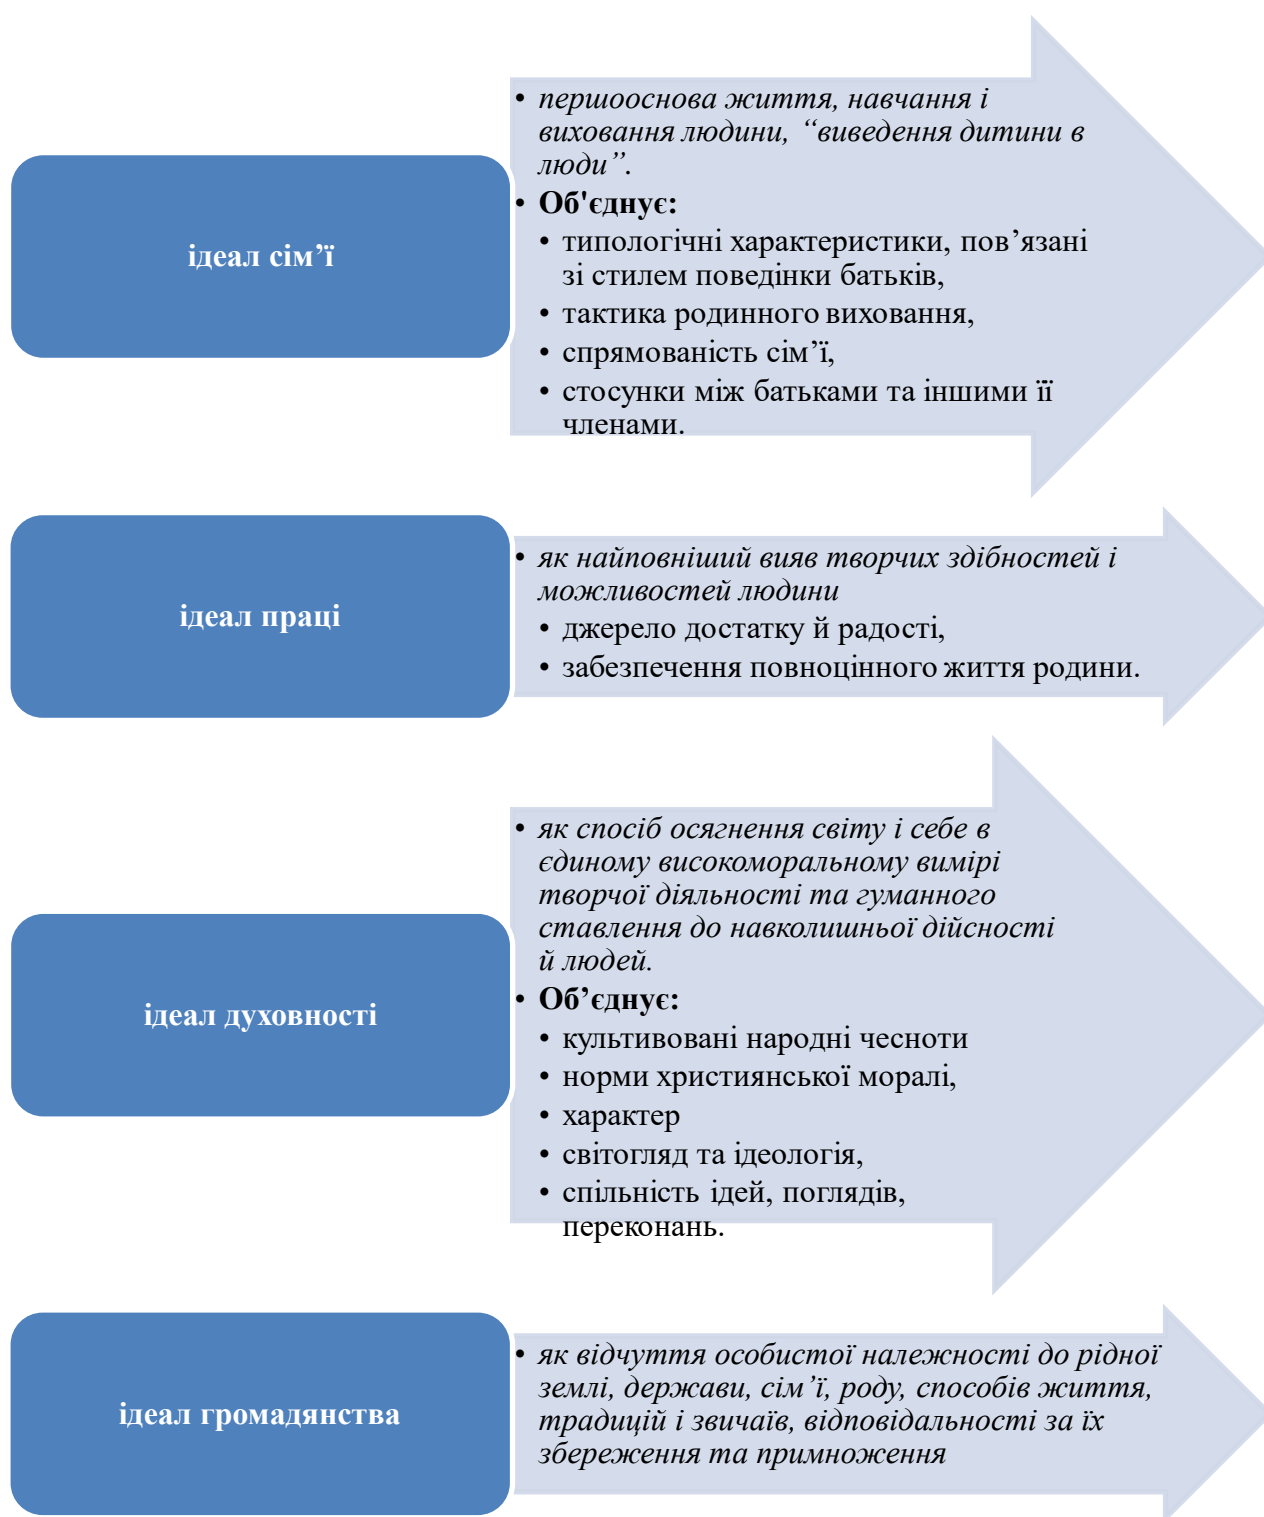 ідеал сім’ї
• першооснова життя, навчання і
виховання людини, “виведення дитини в
люди”.
• Об'єднує:
• типологічні характеристики, пов’язані
зі стилем поведінки батьків,
• тактика родинного виховання,
• спрямованість сім’ї,
• стосунки між батьками та іншими її
членами.
ідеал праці
• як найповніший вияв творчих здібностей і
можливостей людини
• джерело достатку й радості,
• забезпечення повноцінного життя родини.
ідеал духовності
• як спосіб осягнення світу і себе в
єдиному високоморальному вимірі
творчої діяльності та гуманного
ставлення до навколишньої дійсності
й людей.
• Об’єднує:
• культивовані народні чесноти
• норми християнської моралі,
• характер
• світогляд та ідеологія,
• спільність ідей, поглядів,
переконань.
ідеал громадянства
• як відчуття особистої належності до рідної
землі, держави, сім’ї, роду, способів життя,
традицій і звичаїв, відповідальності за їх
збереження та примноження